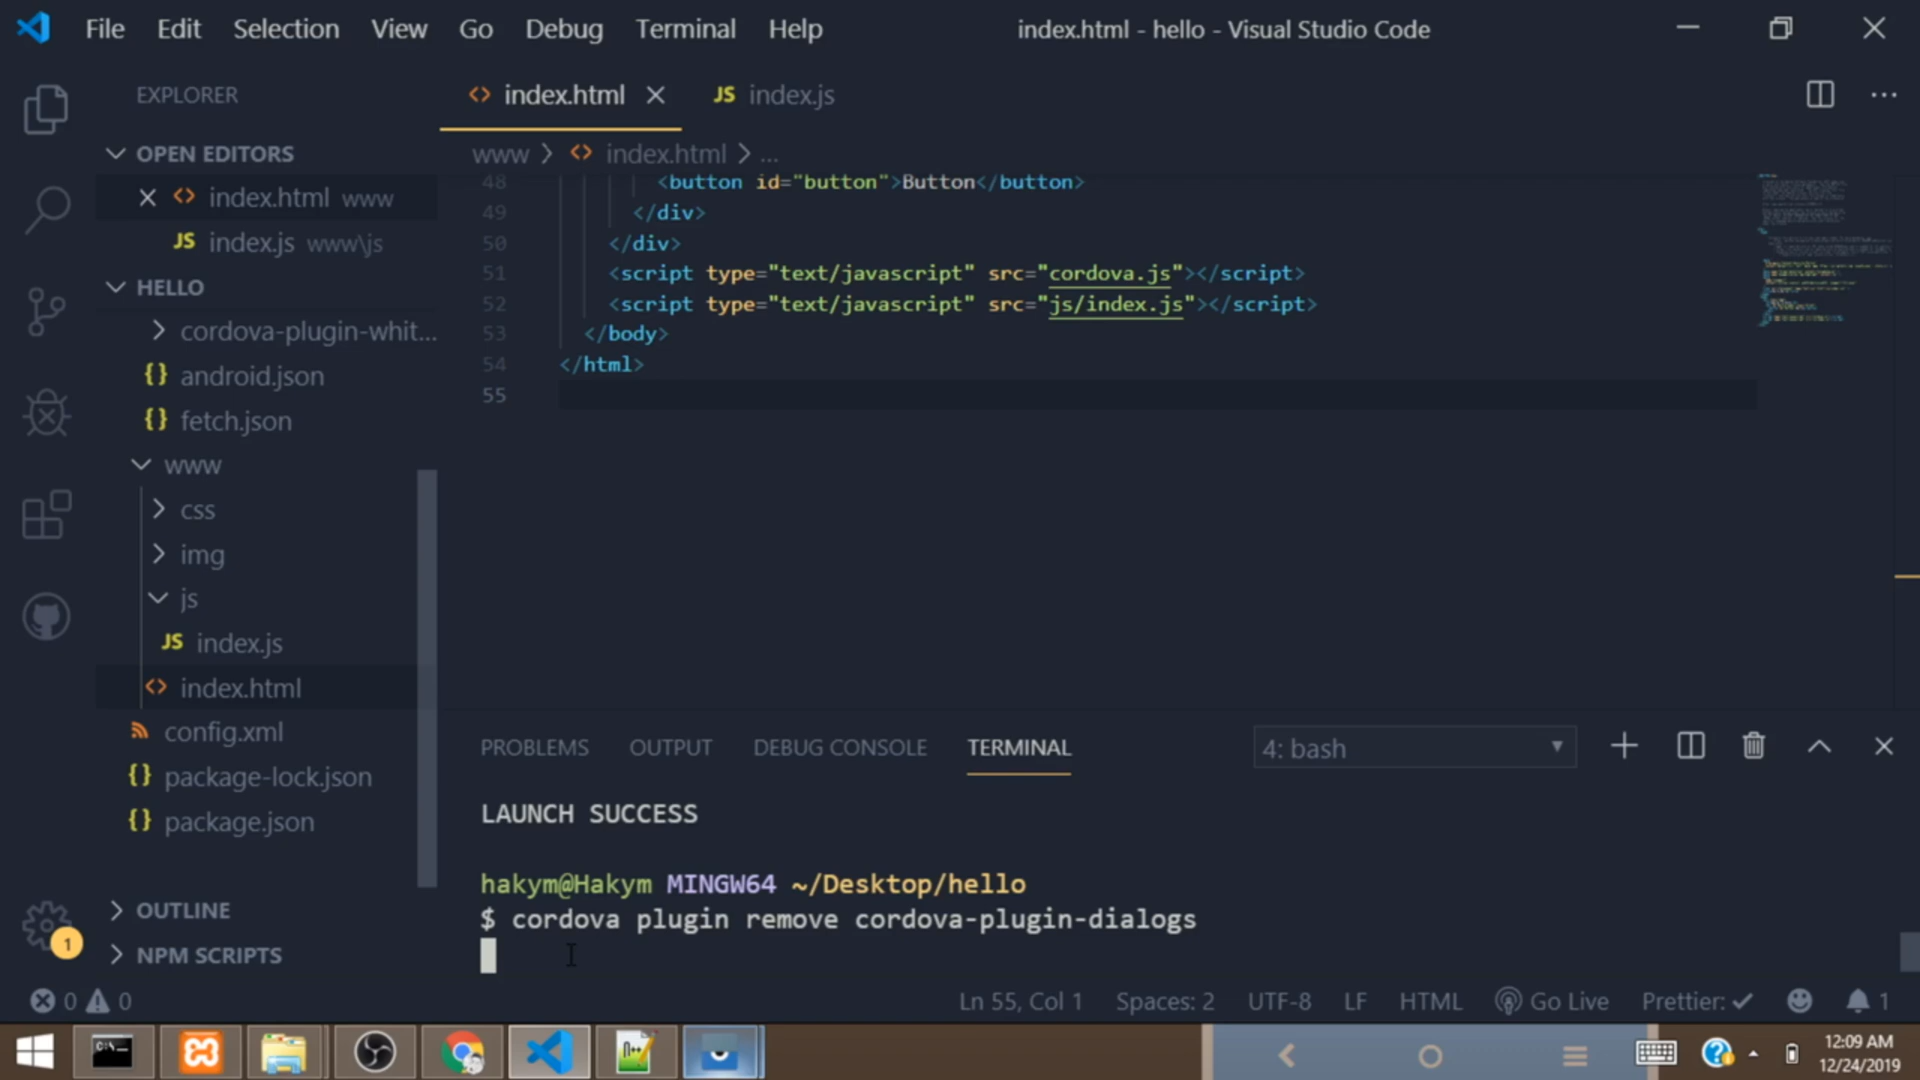 File Edit Selection View Go Debug Terminal Help index.html - hello - Visual Studio Code
EXPLORER
OPEN EDITORS
index.html www
JS index.js www\js
HELLO
cordova-plugin-whit...
{} android.json
{} fetch.json
www
css
img
js
JS index.js
<> index.html
config.xml
{} package-lock.json
{} package.json
OUTLINE
NPM SCRIPTS
1
<> index.html JS index.js ...
www > <> index.html > ...
48 <button id="button">Button</button>
49 </div>
50 </div>
51 <script type="text/javascript" src="cordova.js"></script>
52 <script type="text/javascript" src="js/index.js"></script>
53 </body>
54 </html>
55
PROBLEMS OUTPUT DEBUG CONSOLE TERMINAL 4: bash
LAUNCH SUCCESS
hakym@Hakym MINGW64 ~/Desktop/hello
$ cordova plugin remove cordova-plugin-dialogs
0 0 Ln 55, Col 1 Spaces: 2 UTF-8 LF HTML Go Live Prettier: ✓ 1
12:09 AM
12/24/2019